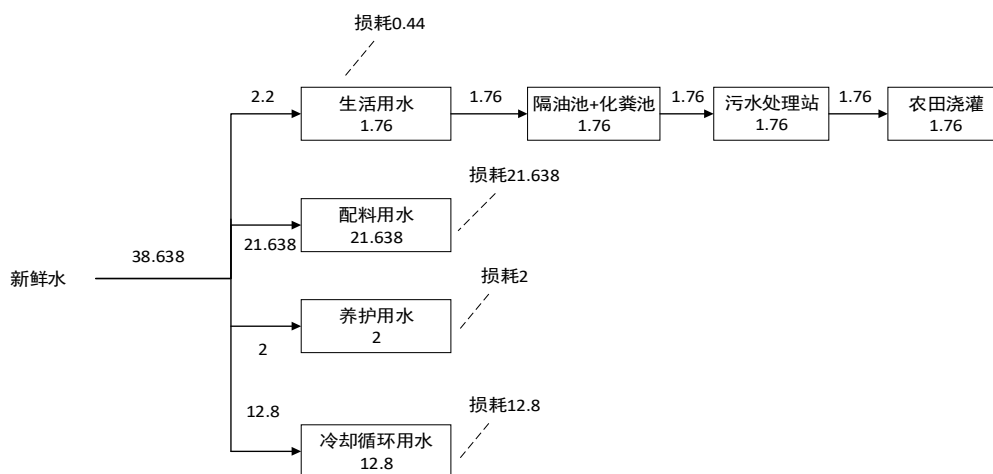 损耗0.44
2.2
生活用水
1.76
1.76
隔油池+化粪池
1.76
1.76
污水处理站
1.76
1.76
农田浇灌
1.76
损耗21.638
配料用水
21.638
21.638
38.638
新鲜水
损耗2
养护用水
2
2
损耗12.8
12.8
冷却循环用水
12.8